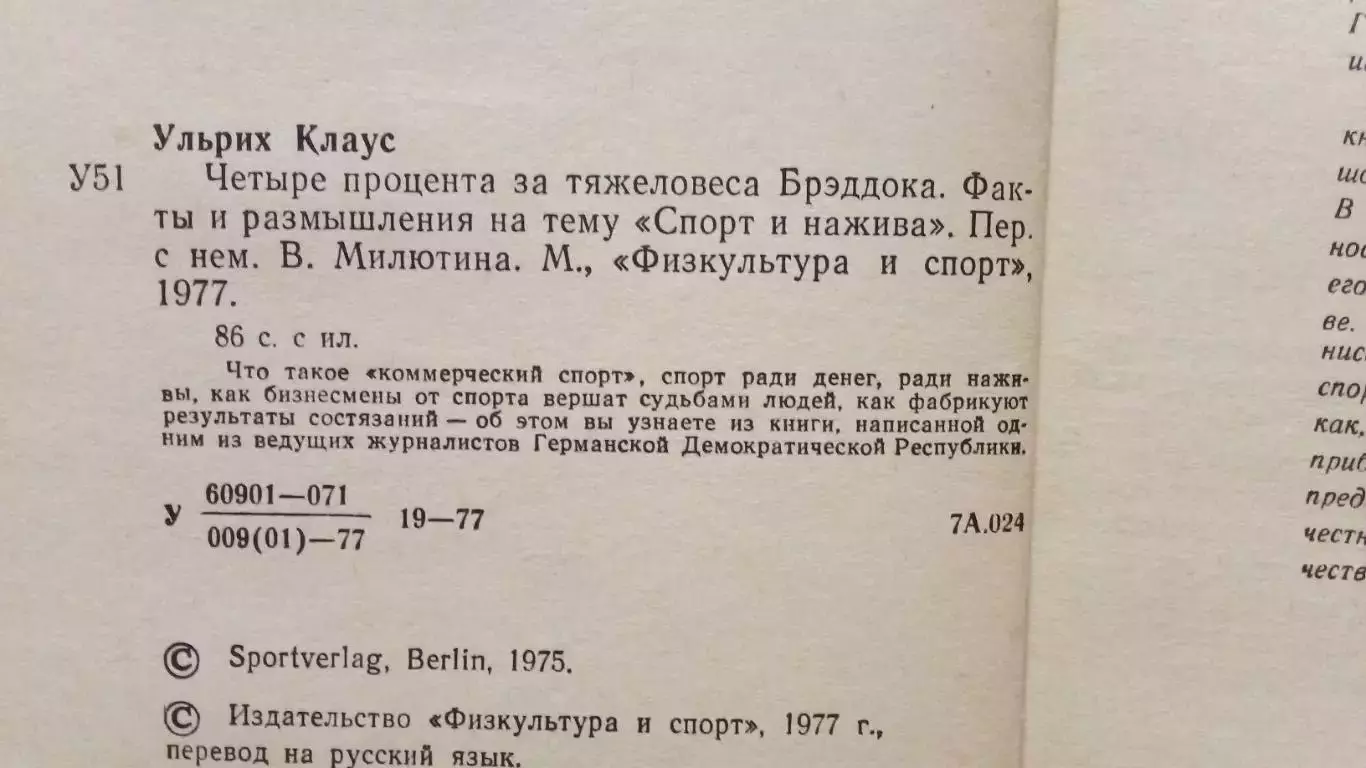 Ульрих Клаус
У51 Четыре процента за тяжеловеса Брэддока. Фак-
ты и размышления на тему «Спорт и нажива». Пер.
с нем. В. Милютина. М., «Физкультура и спорт»,
1977.
86 с. с ил.
Что такое «коммерческий спорт», спорт ради денег, ради нажи-
вы, как бизнесмены от спорта вершат судьбами людей, как фабрикуют
результаты состязаний — об этом вы узнаете из книги, написанной од-
ним из ведущих журналистов Германской Демократической Республики.
У 60901—071
009(01)—77 19—77 7А.024
© Sportverlag, Berlin, 1975.
© Издательство «Физкультура и спорт», 1977 г.,
перевод на русский язык.
В
его
ве.
как,